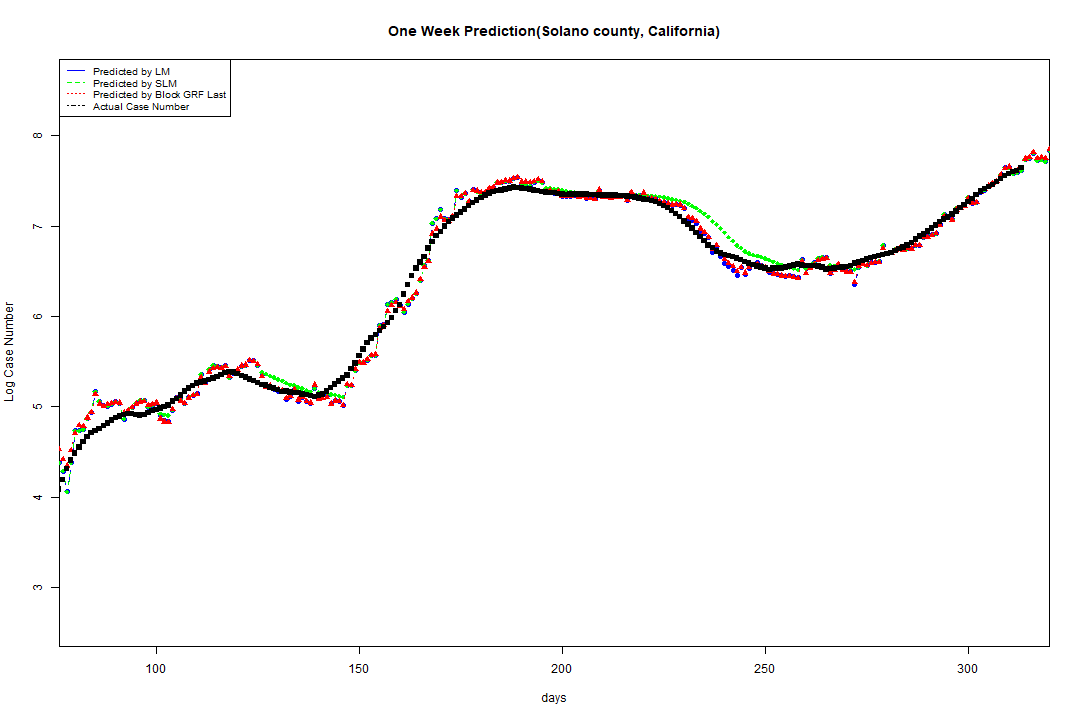 One Week Prediction(Solano county, California)
Predicted by LM
Predicted by SLM
Predicted by Block GRF Last
Actual Case Number
8
7
6
5
4
3
Log Case Number
100 150 200 250 300
days